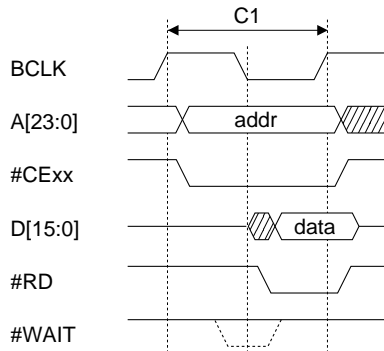 C1
BCLK
A[23:0] addr
#CExx
D[15:0] data
#RD
#WAIT